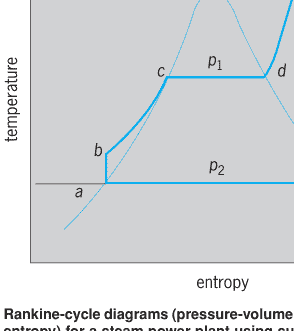 temperature
p1
c
d
b
p2
a
entropy
Rankine-cycle diagrams (pressure-volume
entropy) for a steam power plant using